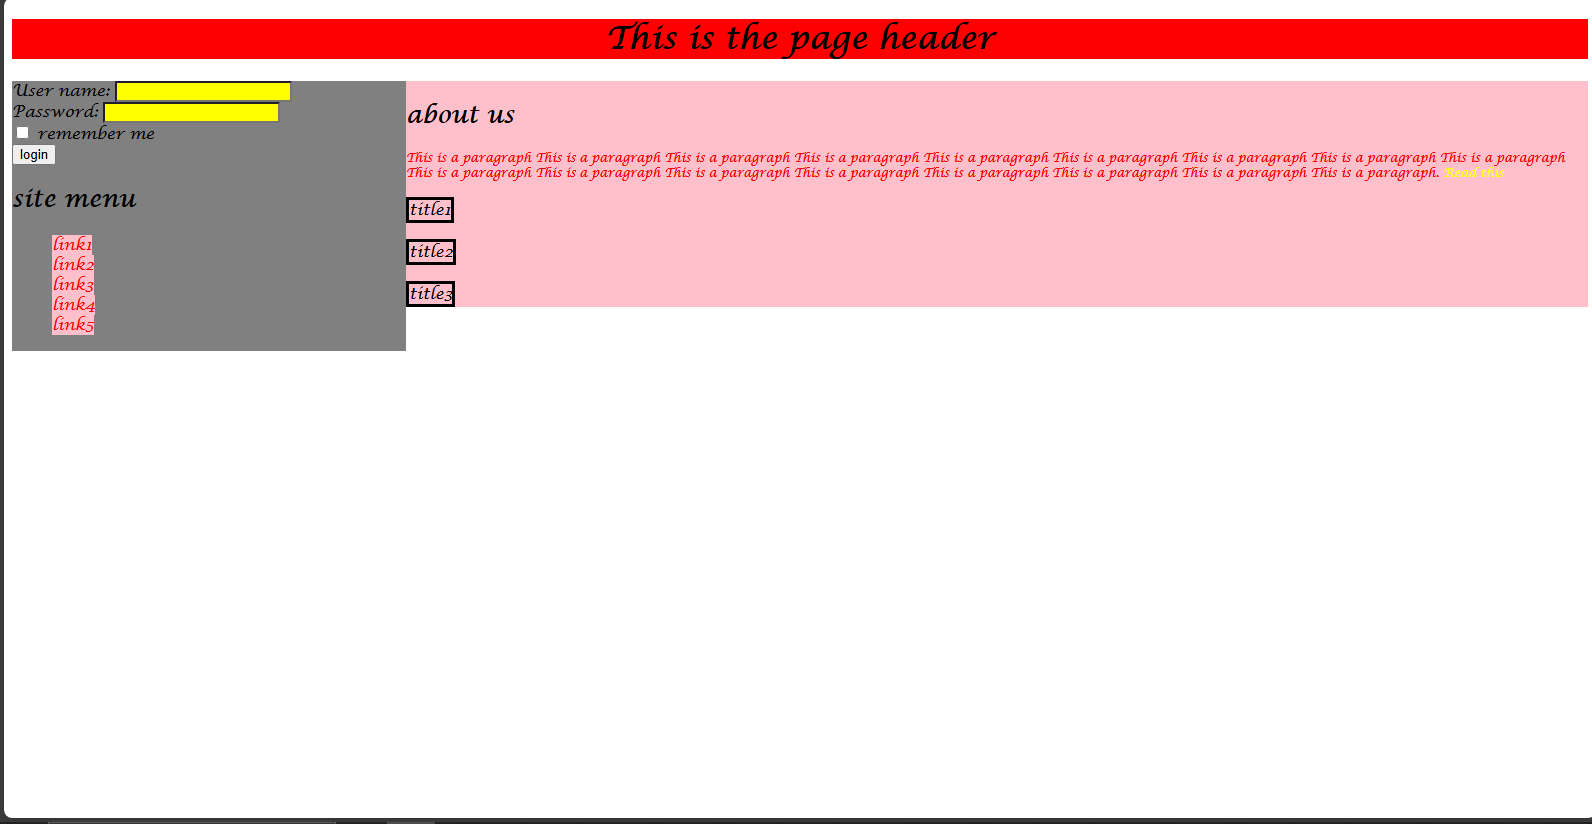 This is the page header
User name:
Password:
remember me
login
site menu
link1
link2
link3
link4
link5
about us
This is a paragraph This is a paragraph This is a paragraph This is a paragraph This is a paragraph This is a paragraph This is a paragraph This is a paragraph This is a paragraph
This is a paragraph This is a paragraph This is a paragraph This is a paragraph This is a paragraph This is a paragraph This is a paragraph This is a paragraph. Read this
title1
title2
title3